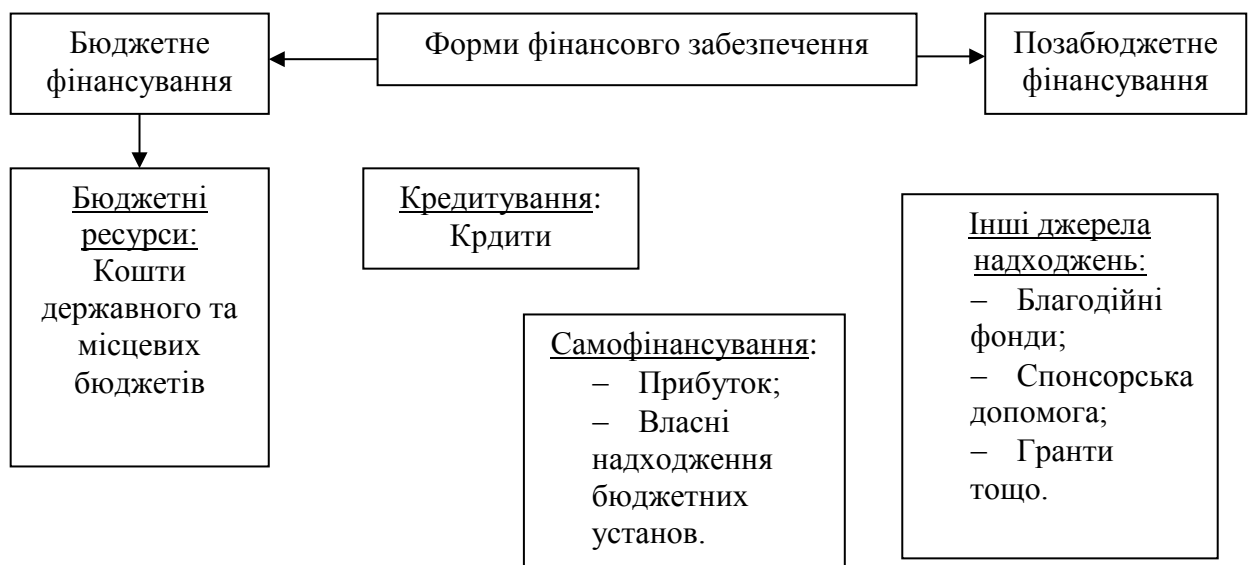 Бюджетне
фінансування
Форми фінансовго забезпечення
Позабюджетне
фінансування
Бюджетні
ресурси:
Кошти
державного та
місцевих
бюджетів
Кредитування:
Крдити
Самофінансування:
− Прибуток;
− Власні
надходження
бюджетних
установ.
Інші джерела
надходжень:
− Благодійні
фонди;
− Спонсорська
допомога;
− Гранти
тощо.